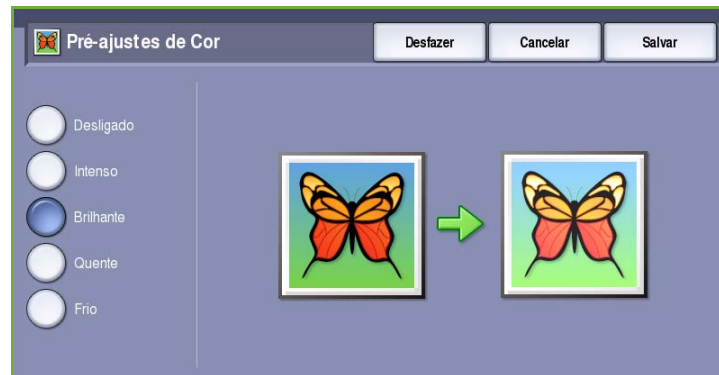 Pré-ajustes de Cor
Desfazer
Cancelar
Salvar
Desligado
Intenso
Brilhante
Quente
Frio